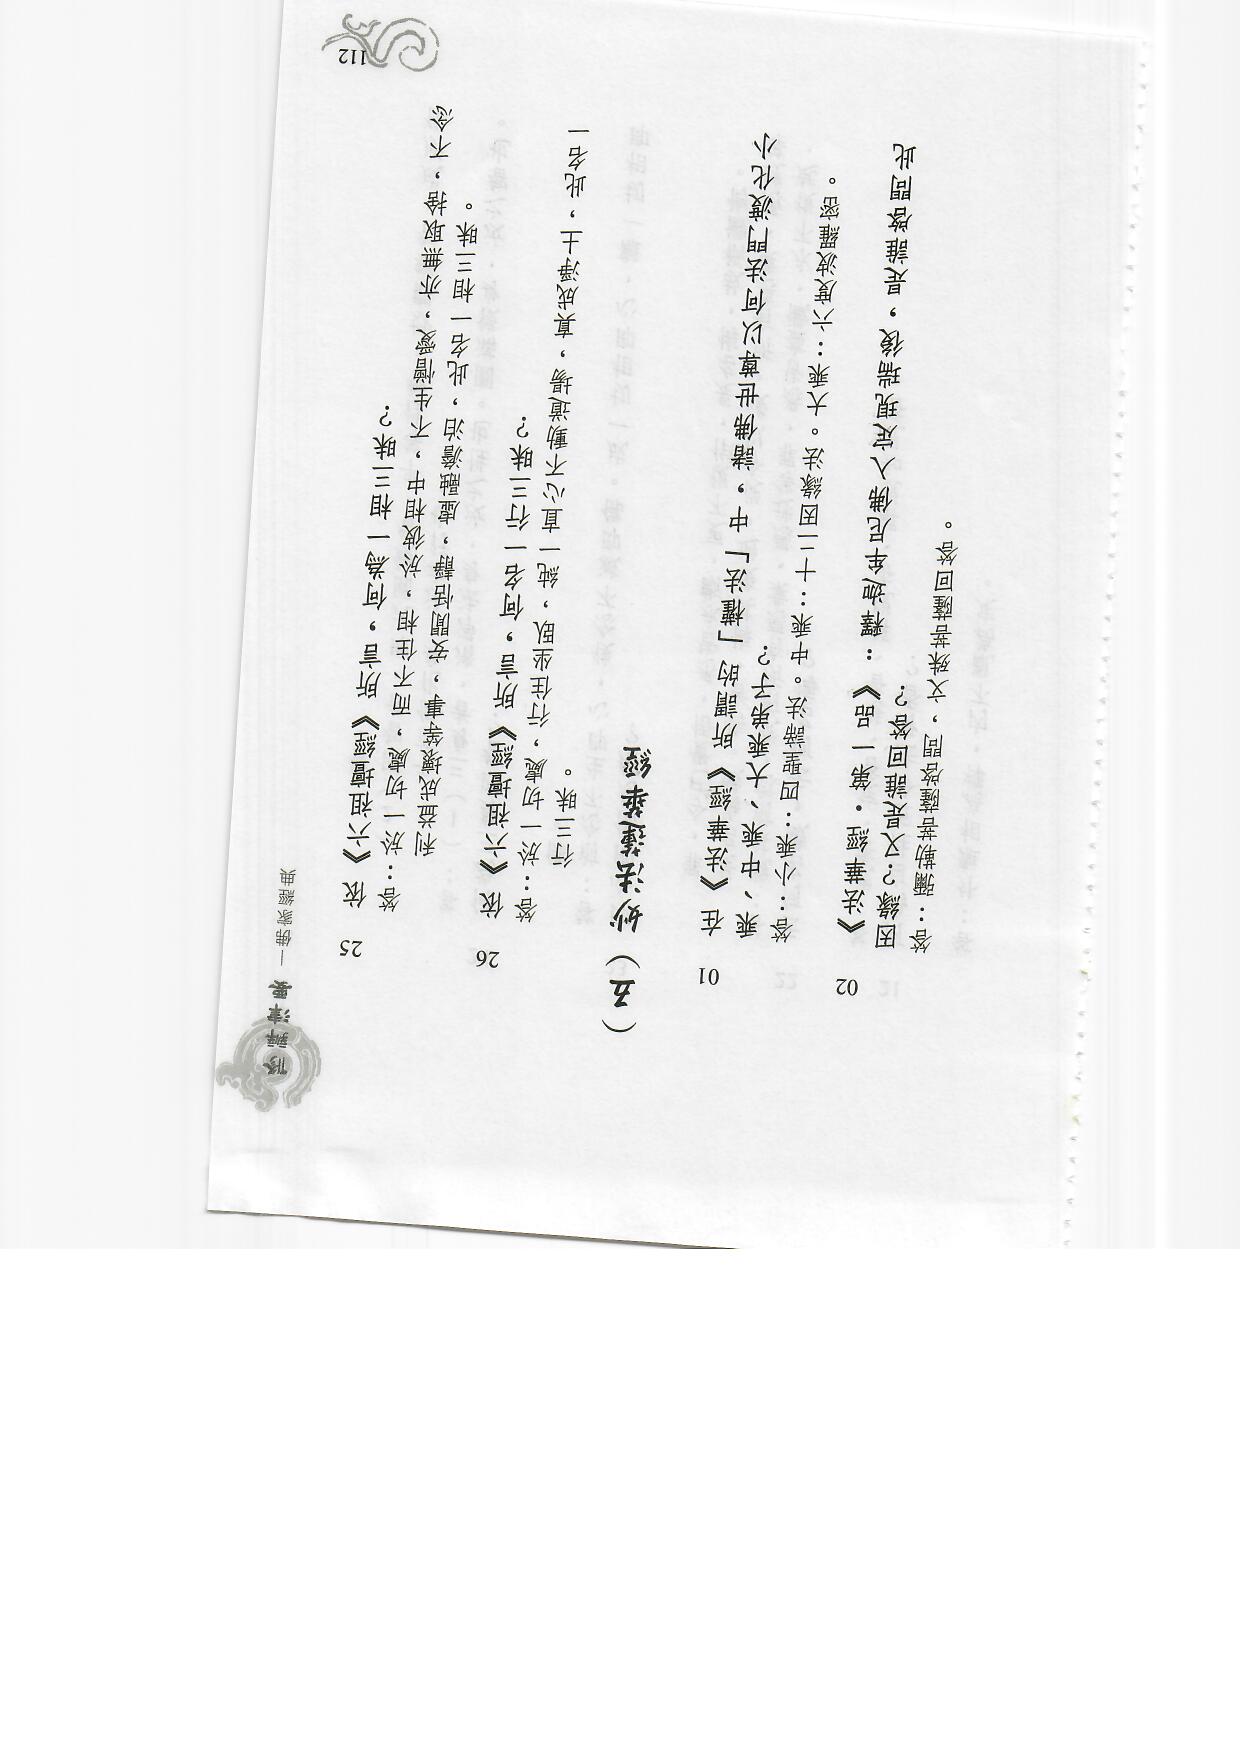 修辦津要 — 佛家經典
25 依《六祖壇經》所言，何為一相三昧？
答：於一切處，而不住相，於彼相中，不生憎愛，亦無取捨，不念
利益成壞等事，安閒恬靜，虛融澹泊，此名一相三昧。
26 依《六祖壇經》所言，何名一行三昧？
答：於一切處，行住坐臥，純一直心不動道場，真成淨土，此名一
行三昧。
（五）妙法蓮華經
01 在《法華經》所謂的「權法」中，諸佛世尊以何法門渡化小
乘、中乘、大乘弟子？
答：小乘：四聖諦法。中乘：十二因緣法。大乘：六度波羅密。
02 《法華經．第一品》：釋迦牟尼佛入定現瑞後，是誰啓問此
因緣？又是誰回答？
答：彌勒菩薩啓問，文殊菩薩回答。
112